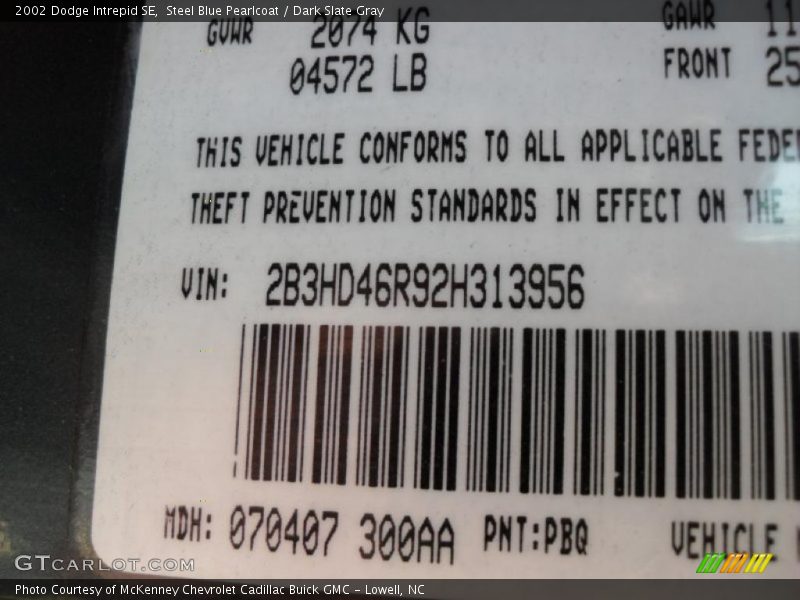 2002 Dodge Intrepid SE, Steel Blue Pearlcoat / Dark Slate Gray
GVWR 2074 KG GAWR 11
04572 LB FRONT 25
THIS VEHICLE CONFORMS TO ALL APPLICABLE FEDE
THEFT PREVENTION STANDARDS IN EFFECT ON THE
VIN: 2B3HD46R92H313956
MDH: 070407 300AA PNT:PBQ VEHICLE
GTCARLOT.COM
Photo Courtesy of McKenney Chevrolet Cadillac Buick GMC - Lowell, NC